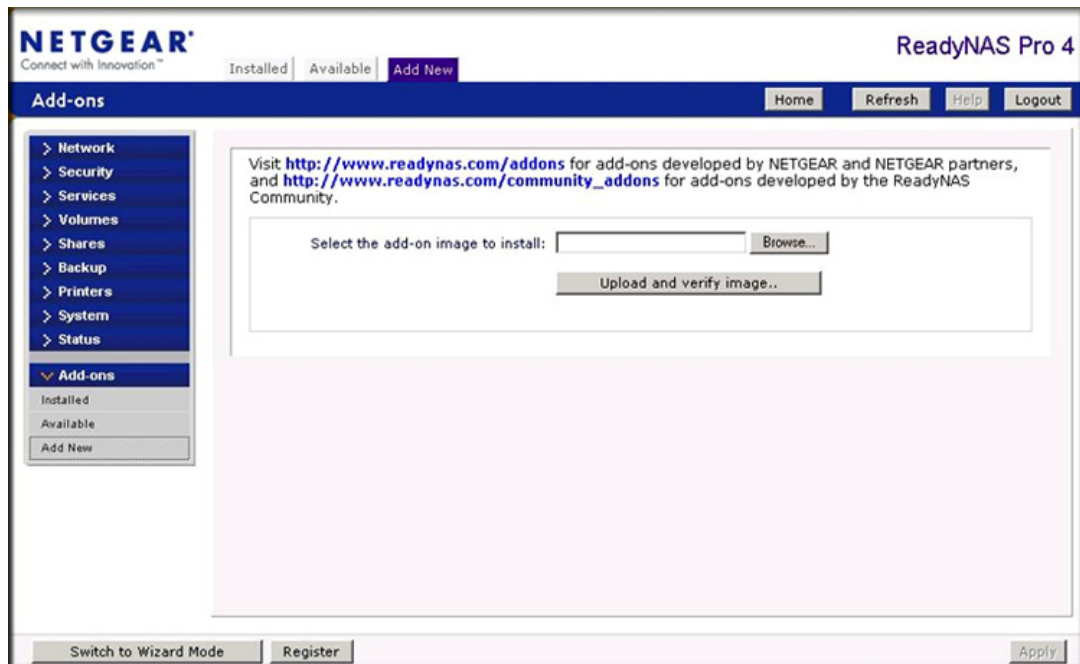 NETGEAR®
Connect with Innovation™
ReadyNAS Pro 4
Installed
Available
Add New
Add-ons
Home
Refresh
Help
Logout
> Network
> Security
> Services
> Volumes
> Shares
> Backup
> Printers
> System
> Status
Add-ons
Installed
Available
Add New
Visit http://www.readynas.com/addons for add-ons developed by NETGEAR and NETGEAR partners,
and http://www.readynas.com/community_addons for add-ons developed by the ReadyNAS
Community.
Select the add-on image to install:
Browse...
Upload and verify image..
Switch to Wizard Mode
Register
Apply